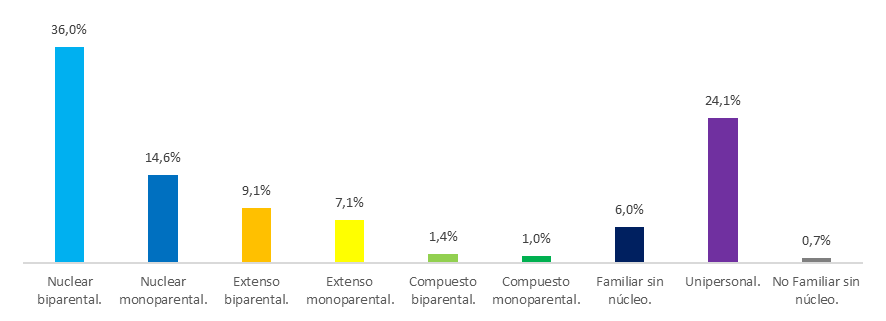 36,0%
14,6%
9,1%
7,1%
1,4%
1,0%
6,0%
24,1%
0,7%
Nuclear
biparental.
Nuclear
monoparental.
Extenso
biparental.
Extenso
monoparental.
Compuesto
biparental.
Compuesto
monoparental.
Familiar sin
núcleo.
Unipersonal.
No Familiar sin
núcleo.